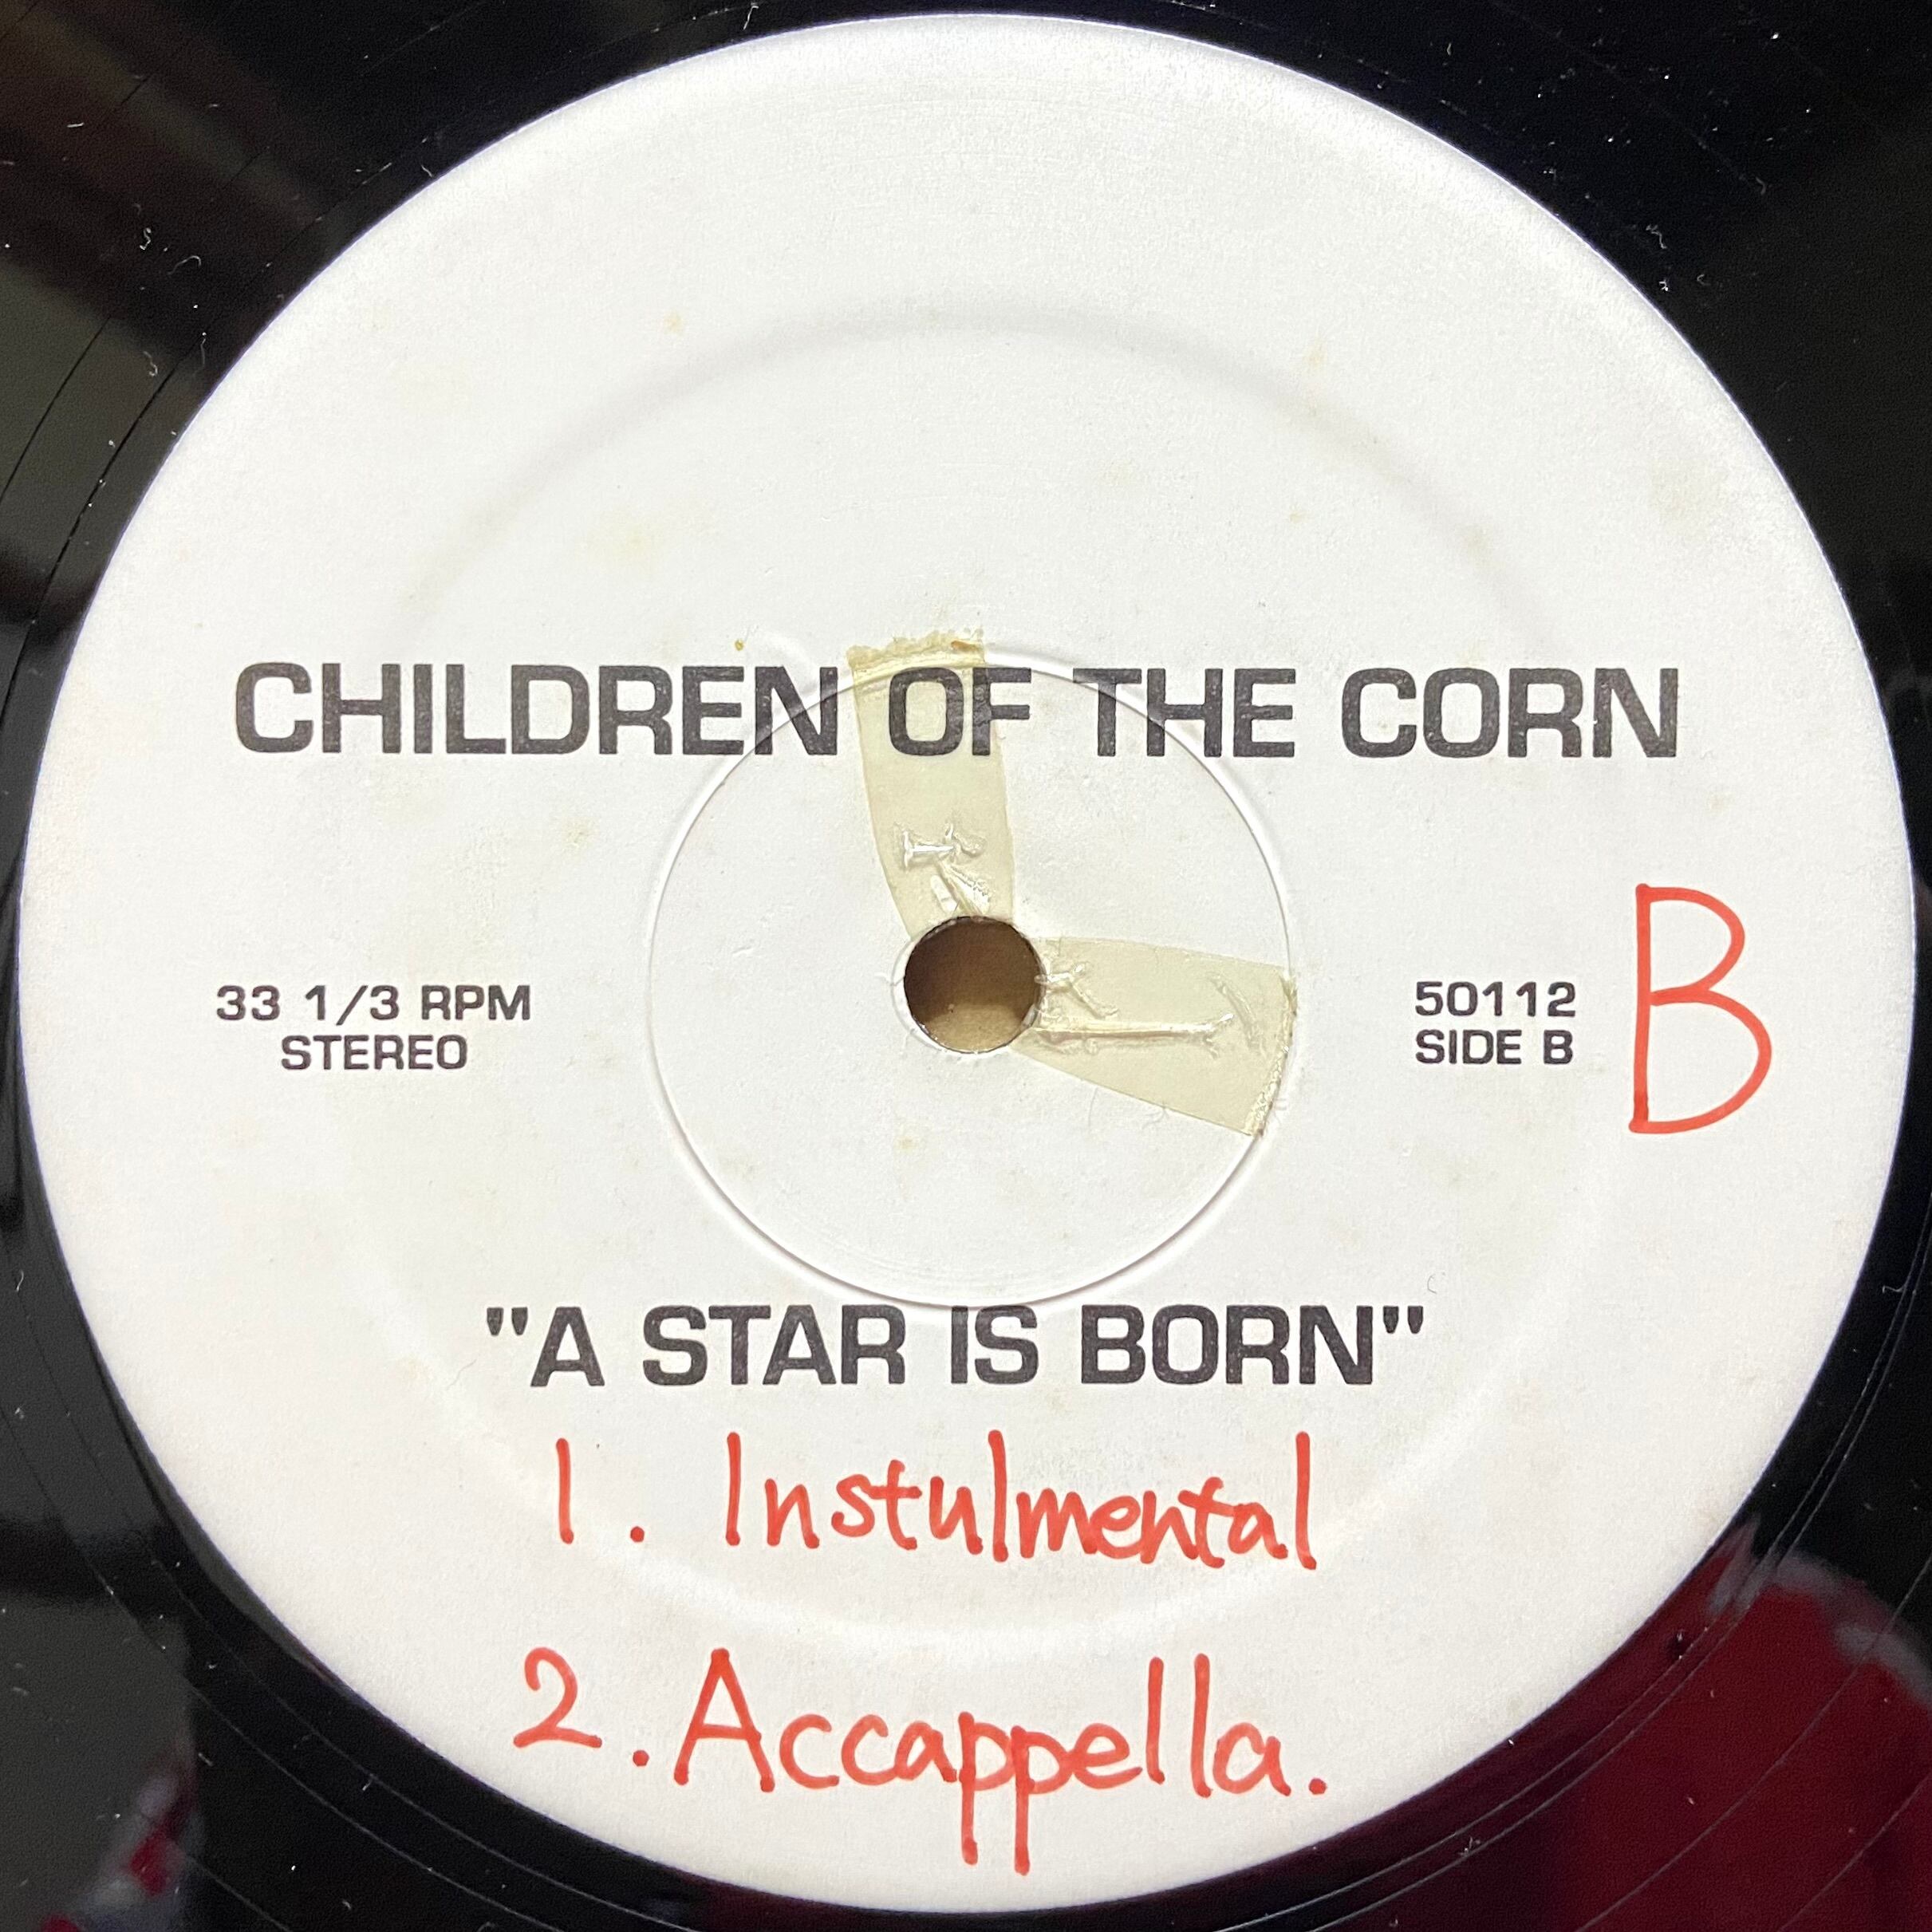 CHILDREN OF THE CORN
33 1/3 RPM
STEREO
50112
SIDE B
B
"A STAR IS BORN"
1. Instulmental
2. Accappella.